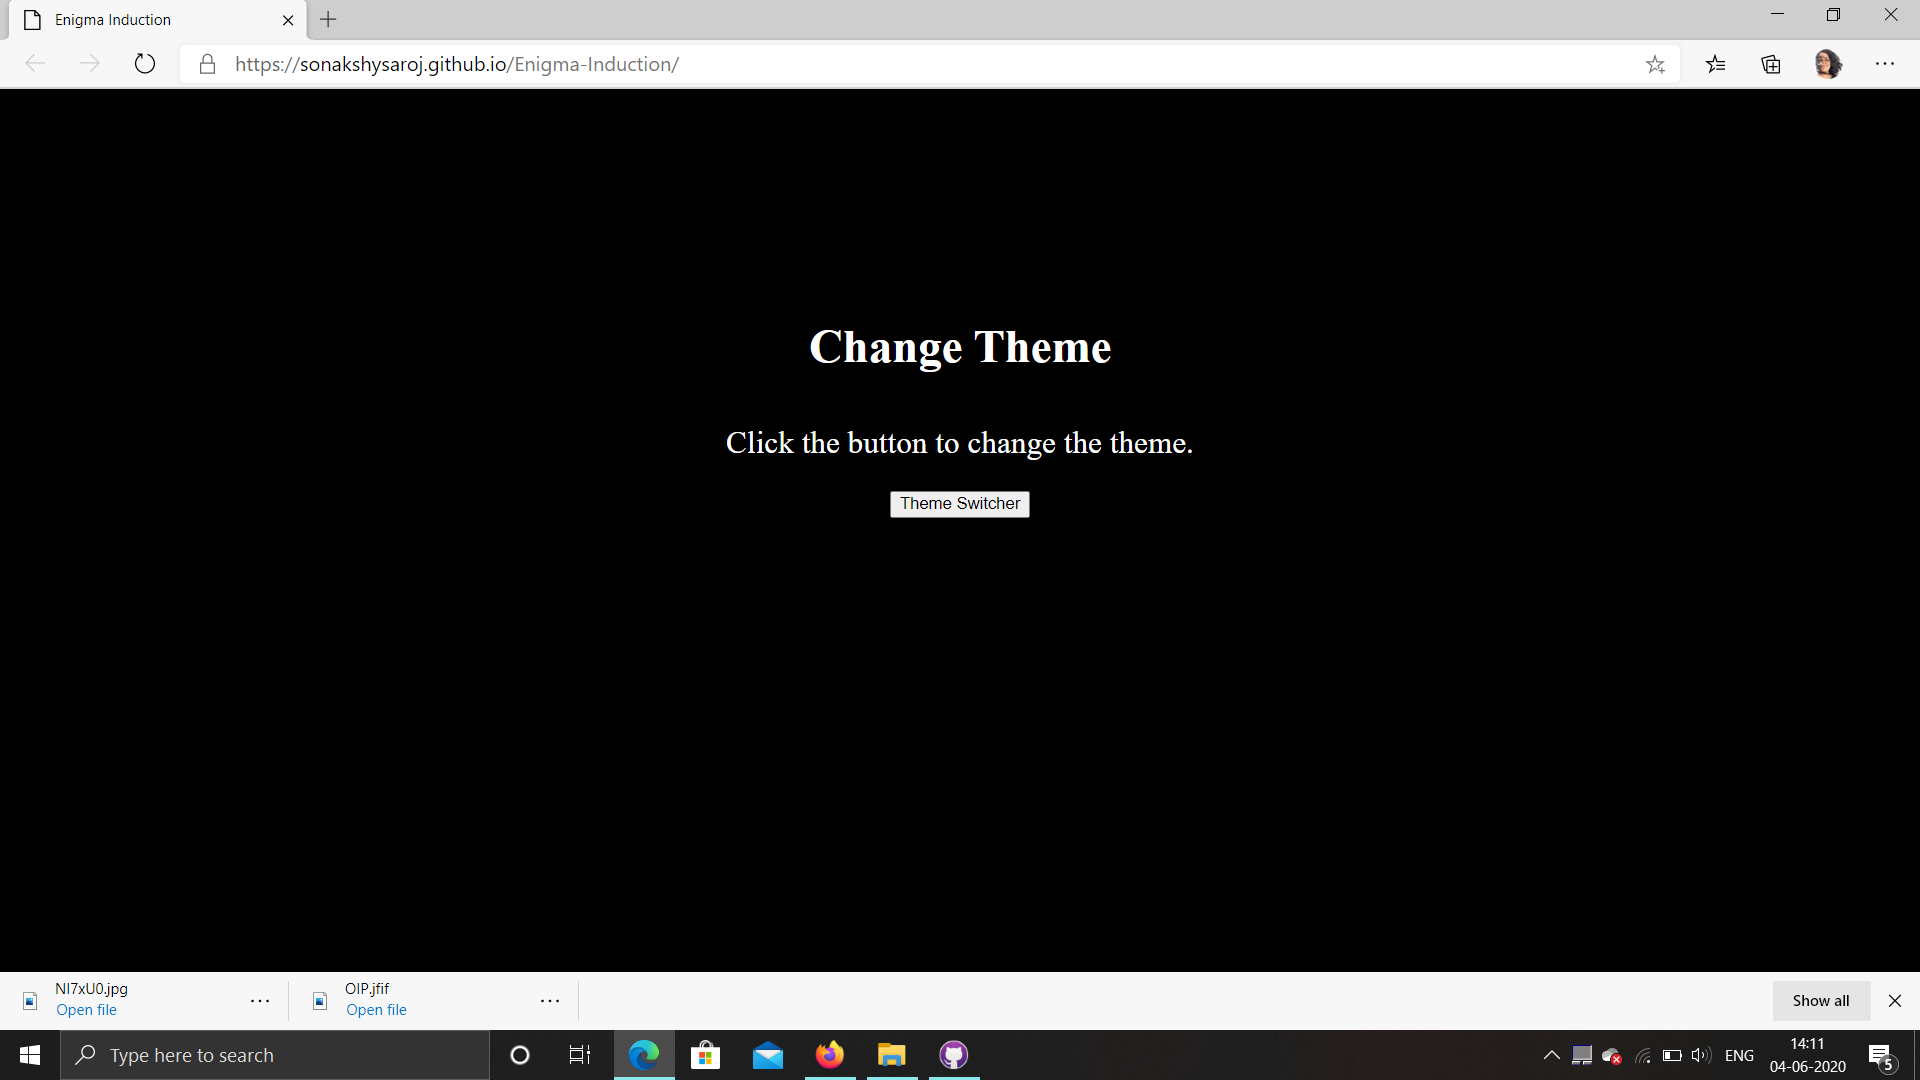 Enigma Induction
https://sonakshysaroj.github.io/Enigma-Induction/
Change Theme
Click the button to change the theme.
Theme Switcher
NI7xU0.jpg
Open file
OIP.jfif
Open file
Show all
Type here to search
ENG
14:11
04-06-2020
5